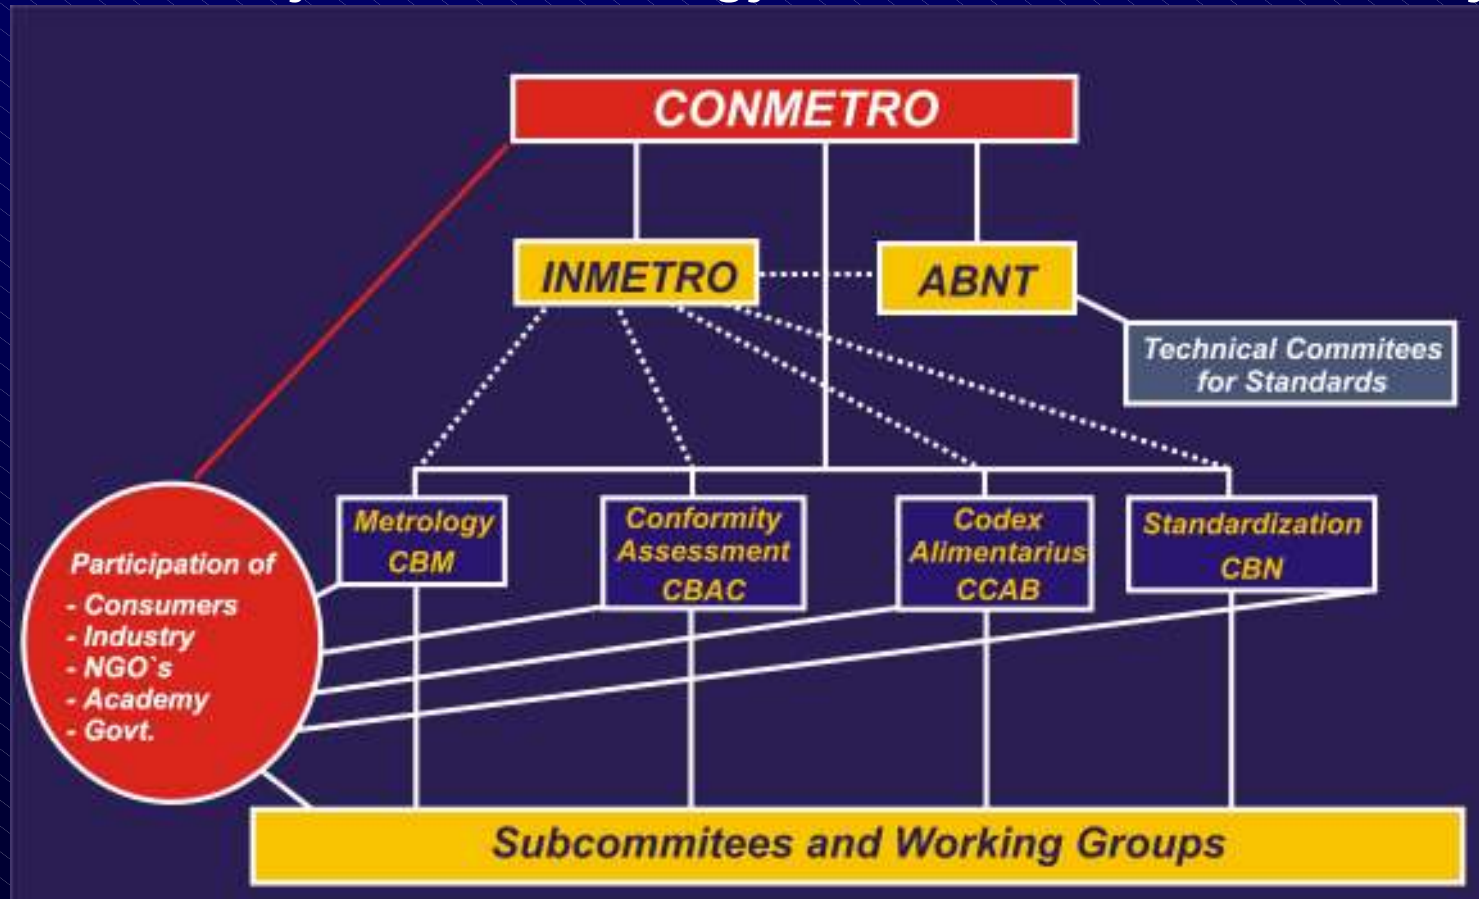 CONMETRO
INMETRO
ABNT
Technical Commitees
for Standards
Metrology
CBM
Conformity
Assessment
CBAC
Codex
Alimentarius
CCAB
Standardization
CBN
Participation of
- Consumers
- Industry
- NGO`s
- Academy
- Govt.
Subcommitees and Working Groups